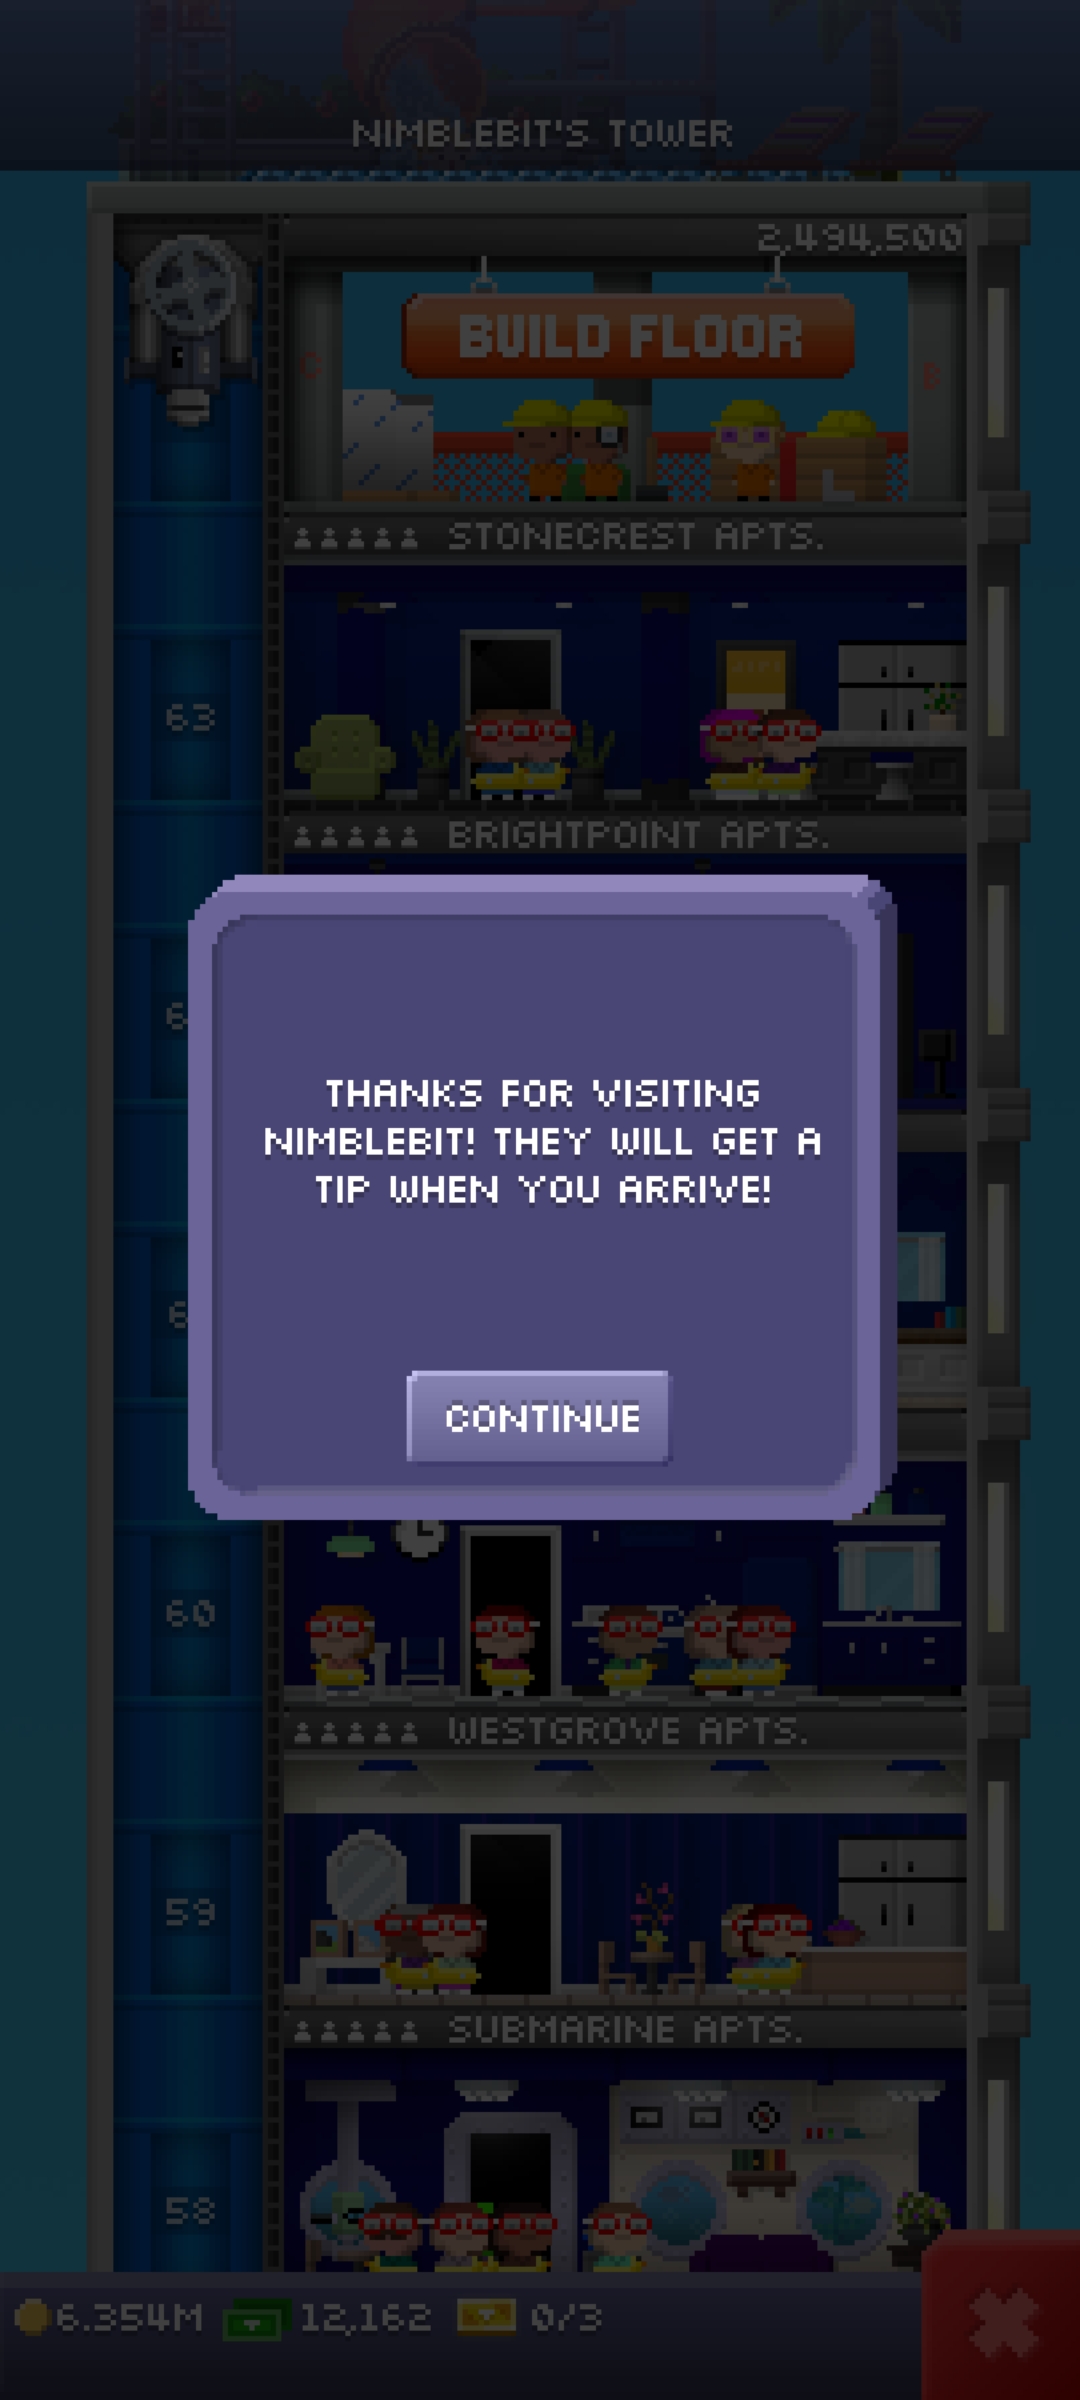 NIMBLEBIT'S TOWER
2,494,500
BUILD FLOOR
C
B
L
STONECREST APTS.
63
BRIGHTPOINT APTS.
THANKS FOR VISITING
NIMBLEBIT! THEY WILL GET A
TIP WHEN YOU ARRIVE!
CONTINUE
60
WESTGROVE APTS.
59
SUBMARINE APTS.
58
6.354M
12,162
0/3